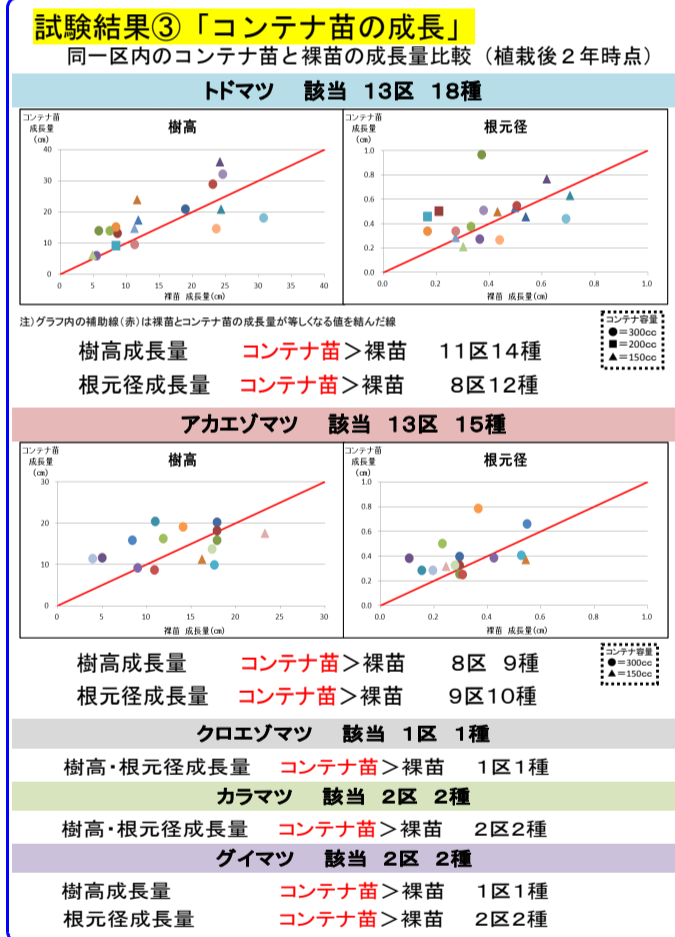 試験結果③「コンテナ苗の成長」
同一区内のコンテナ苗と裸苗の成長量比較（植栽後２年時点）
トドマツ　該当 13区 18種
コンテナ苗
成長量
(cm)
樹高
40
30
20
10
0
0 5 10 15 20 25 30 35 40
裸苗 成長量(cm)
コンテナ苗
成長量
(cm)
根元径
1.0
0.8
0.6
0.4
0.2
0.0
0.0 0.2 0.4 0.6 0.8 1.0
裸苗 成長量(cm)
注）グラフ内の補助線(赤)は裸苗とコンテナ苗の成長量が等しくなる値を結んだ線
コンテナ容量
●＝300cc
■＝200cc
▲＝150cc
樹高成長量　コンテナ苗＞裸苗　11区14種
根元径成長量　コンテナ苗＞裸苗　8区12種
アカエゾマツ　該当 13区 15種
コンテナ苗
成長量
(cm)
樹高
30
20
10
0
0 5 10 15 20 25 30
裸苗 成長量(cm)
コンテナ苗
成長量
(cm)
根元径
1.0
0.8
0.6
0.4
0.2
0.0
0.0 0.2 0.4 0.6 0.8 1.0
裸苗 成長量(cm)
コンテナ容量
●＝300cc
▲＝150cc
樹高成長量　コンテナ苗＞裸苗　8区 9種
根元径成長量　コンテナ苗＞裸苗　9区10種
クロエゾマツ　該当 1区 1種
樹高・根元径成長量　コンテナ苗＞裸苗　1区1種
カラマツ　該当 2区 2種
樹高・根元径成長量　コンテナ苗＞裸苗　2区2種
グイマツ　該当 2区 2種
樹高成長量　コンテナ苗＞裸苗　1区1種
根元径成長量　コンテナ苗＞裸苗　2区2種